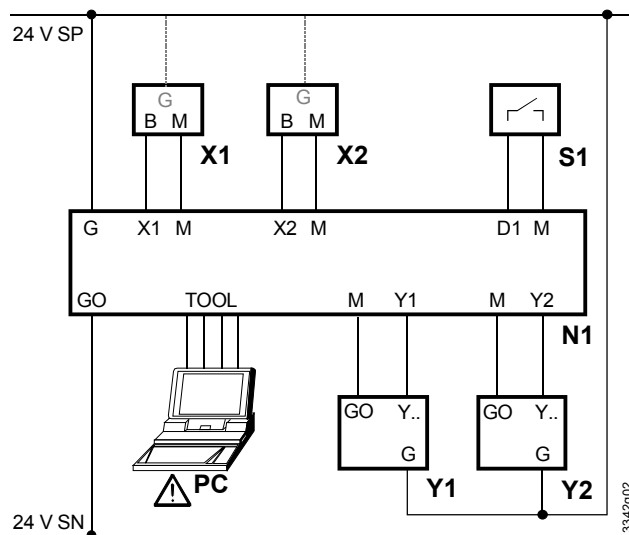 24 V SP
G G
B M B M
X1 X2 S1
G X1 M X2 M D1 M
GO TOOL M Y1 M Y2
N1
GO Y.. GO Y..
G G
PC Y1 Y2
24 V SN
3342g02